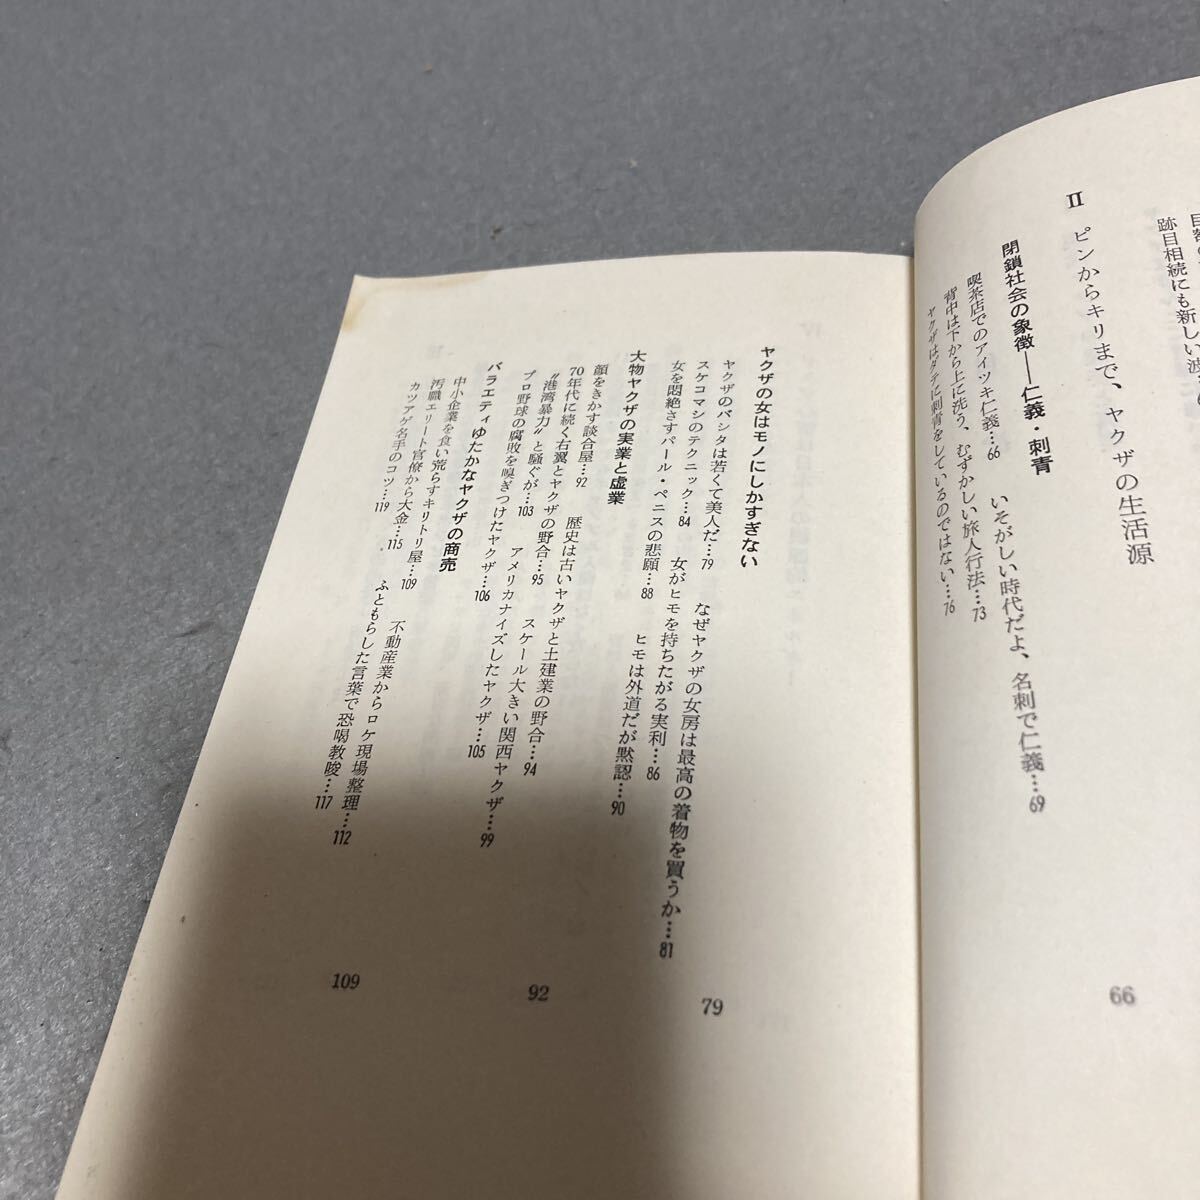 跡目相続にも新しい波
II ピンからキリまで、ヤクザの生活源
閉鎖社会の象徴――仁義・刺青
66
喫茶店でのアイツキ仁義…66 いそがしい時代だよ、名刺で仁義…69
背中は下から上に洗う、むずかしい旅人行法…73
ヤクザはダテに刺青をしているのではない…76
ヤクザの女はモノにしかすぎない
79
ヤクザのバシタは若くて美人だ…79 なぜヤクザの女房は最高の着物を買うか…81
スケコマシのテクニック…84 女がヒモを持ちたがる実利…86
女を悶絶さすパール・ペニスの悲願…88 ヒモは外道だが黙認…90
大物ヤクザの実業と虚業
92
顔をきかす談合屋…92 歴史は古いヤクザと土建業の野合…94
70年代に続く右翼とヤクザの野合…95 スケール大きい関西ヤクザ…99
〝港湾暴力〟と騒ぐが…103 アメリカナイズしたヤクザ…105
プロ野球の腐敗を嗅ぎつけたヤクザ…106
バラエティゆたかなヤクザの商売
109
中小企業を食い荒らすキリトリ屋…109 不動産業からロケ現場整理…112
汚職エリート官僚から大金…115 ふともらした言葉で恐喝教唆…117
カツアゲ名手のコツ…119